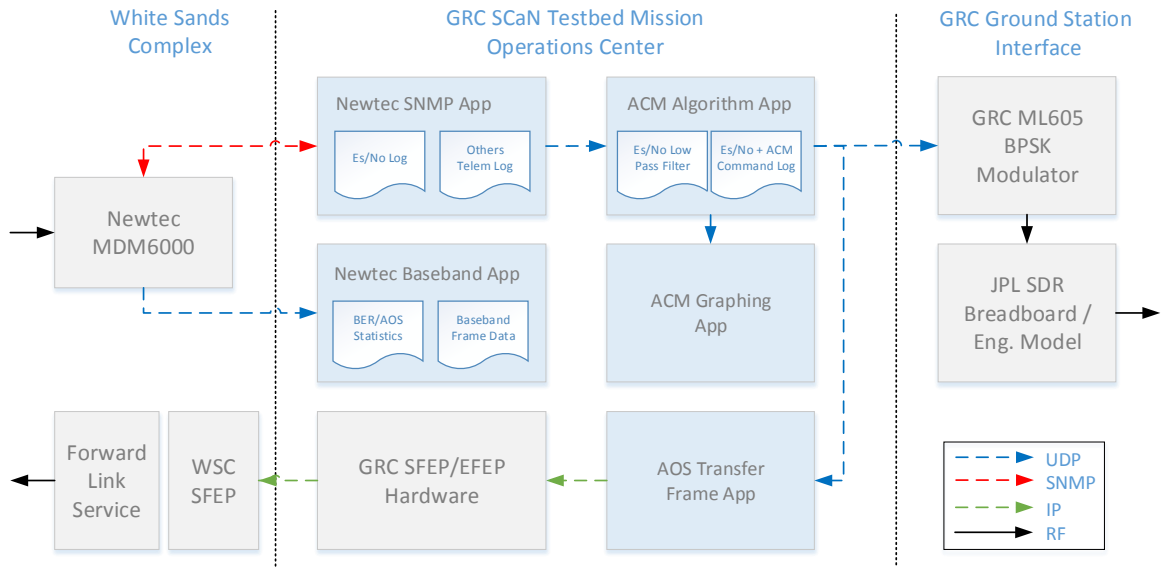 White Sands
Complex
GRC SCaN Testbed Mission
Operations Center
GRC Ground Station
Interface
Newtec SNMP App
Es/No Log
Others
Telem Log
ACM Algorithm App
Es/No Low
Pass Filter
Es/No + ACM
Command Log
GRC ML605
BPSK
Modulator
Newtec
MDM6000
Newtec Baseband App
BER/AOS
Statistics
Baseband
Frame Data
ACM Graphing
App
JPL SDR
Breadboard /
Eng. Model
Forward
Link
Service
WSC
SFEP
GRC SFEP/EFEP
Hardware
AOS Transfer
Frame App
UDP
SNMP
IP
RF